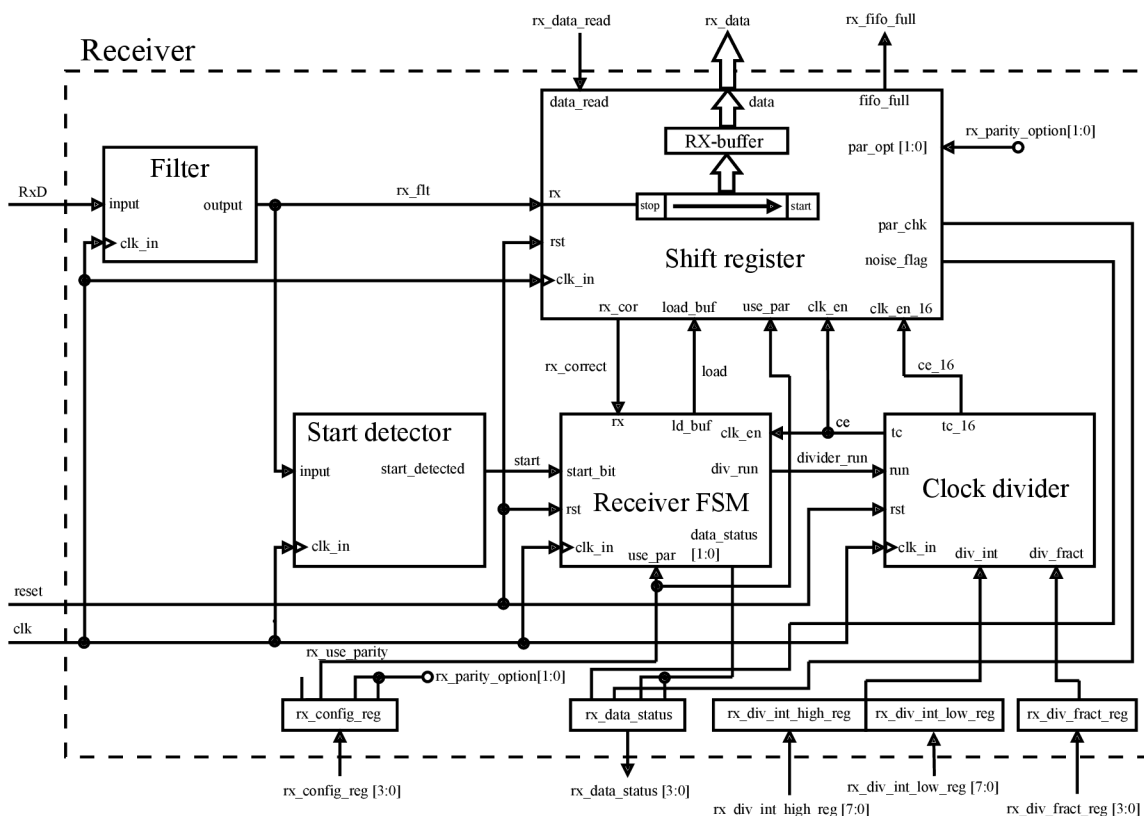 rx_data_read
rx_data
rx_fifo_full
Receiver
data_read
data
fifo_full
RX-buffer
par_opt [1:0]
rx_parity_option[1:0]
Filter
RxD
input
output
rx_flt
rx
stop
start
clk_in
rst
Shift register
par_chk
noise_flag
clk_in
rx_cor
load_buf
use_par
clk_en
clk_en_16
rx_correct
load
ce_16
Start detector
input
start_detected
start
clk_in
rx
ld_buf
clk_en
start_bit
div_run
Receiver FSM
rst
clk_in
use_par
data_status
[1:0]
ce
divider_run
tc
tc_16
run
Clock divider
rst
clk_in
div_int
div_fract
reset
clk
rx_use_parity
rx_parity_option[1:0]
rx_config_reg
rx_data_status
rx_div_int_high_reg
rx_div_int_low_reg
rx_div_fract_reg
rx_config_reg [3:0]
rx_data_status [3:0]
rx_div_int_high_reg [7:0]
rx_div_int_low_reg [7:0]
rx_div_fract_reg [3:0]